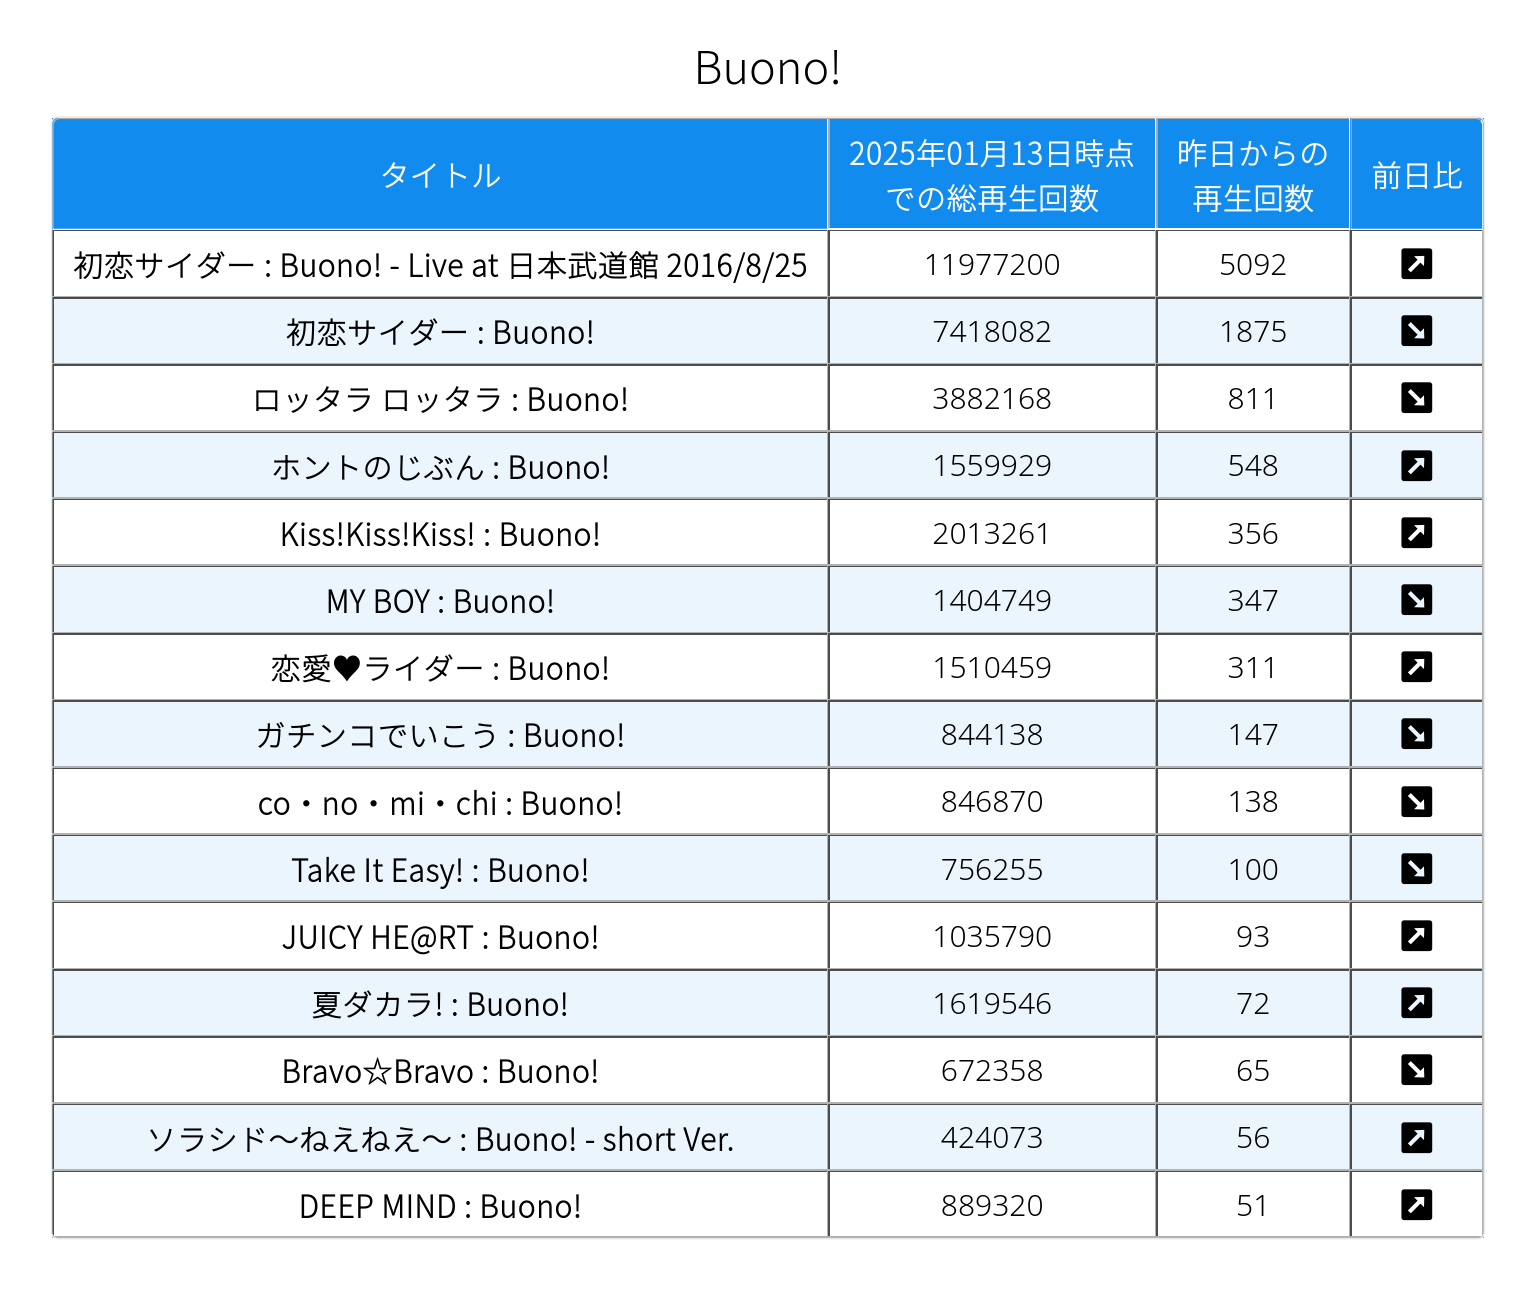 Buono!
タイトル 2025年01月13日時点での総再生回数 昨日からの再生回数 前日比
初恋サイダー : Buono! - Live at 日本武道館 2016/8/25 11977200 5092 ↗
初恋サイダー : Buono! 7418082 1875 ↘
ロッタラ ロッタラ : Buono! 3882168 811 ↘
ホントのじぶん : Buono! 1559929 548 ↗
Kiss!Kiss!Kiss! : Buono! 2013261 356 ↗
MY BOY : Buono! 1404749 347 ↘
恋愛♥ライダー : Buono! 1510459 311 ↗
ガチンコでいこう : Buono! 844138 147 ↘
co・no・mi・chi : Buono! 846870 138 ↘
Take It Easy! : Buono! 756255 100 ↘
JUICY HE@RT : Buono! 1035790 93 ↗
夏ダカラ! : Buono! 1619546 72 ↗
Bravo☆Bravo : Buono! 672358 65 ↘
ソラシド〜ねえねえ〜 : Buono! - short Ver. 424073 56 ↗
DEEP MIND : Buono! 889320 51 ↗